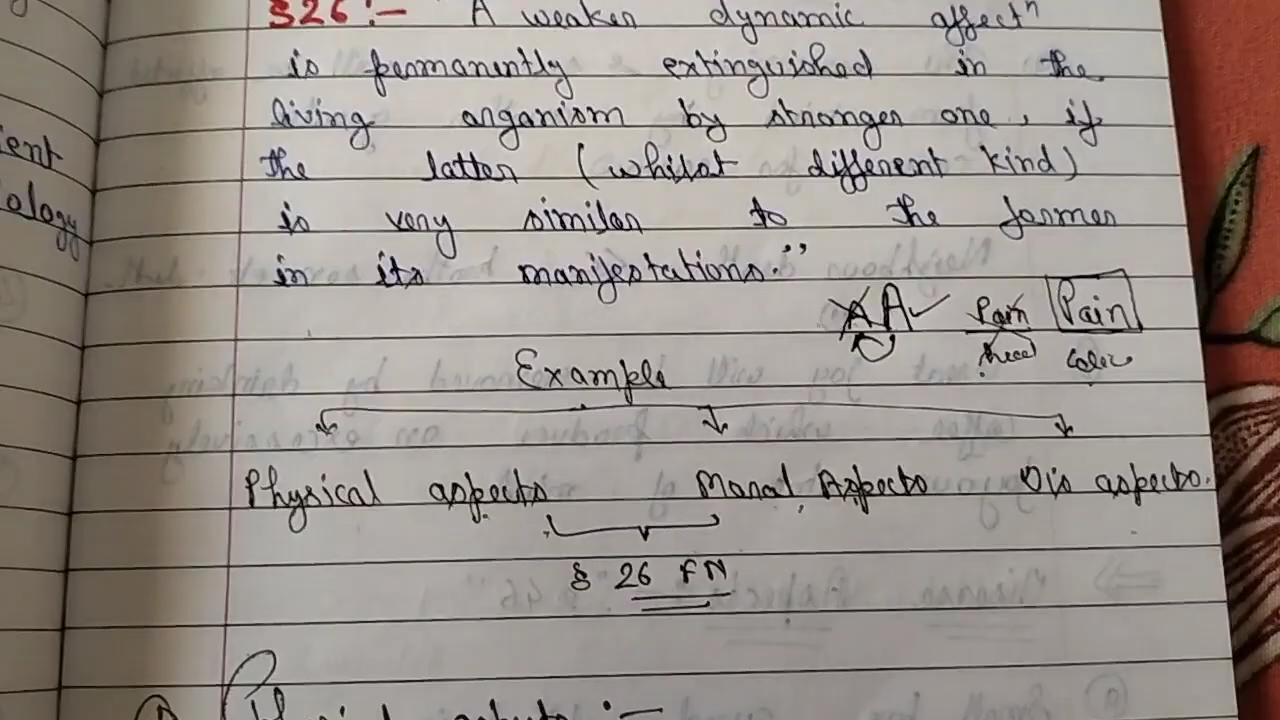 ient
ology
§26:- A weaker dynamic affectⁿ
is permanently extinguished in the
living organism by stronger one, if
the latter (whilst different kind)
is very similar to the former
in its manifestations."
A A✓ Pain Pain
Example
Physical aspects Moral Aspects Dis aspects.
§ 26 FN